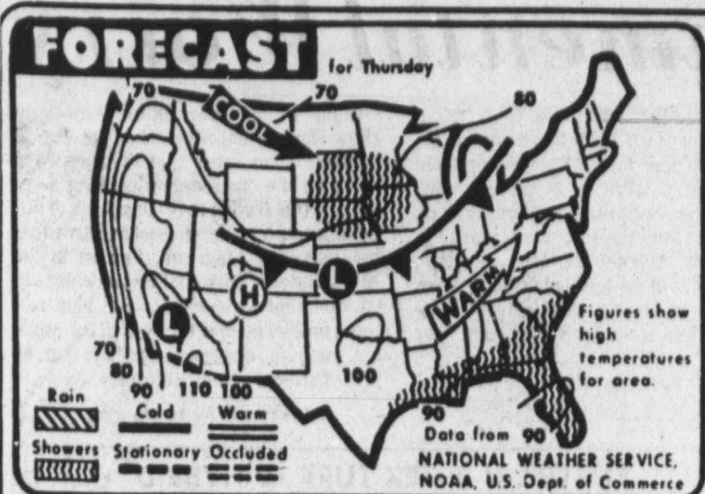 FORECAST for Thursday
70
70
80
COOL
H
L
L
WARM
Figures show
high
temperatures
for area.
70
80
90
110
100
100
90
90
Rain
Cold
Warm
Showers
Stationary
Occluded
Data from
NATIONAL WEATHER SERVICE,
NOAA, U.S. Dept. of Commerce